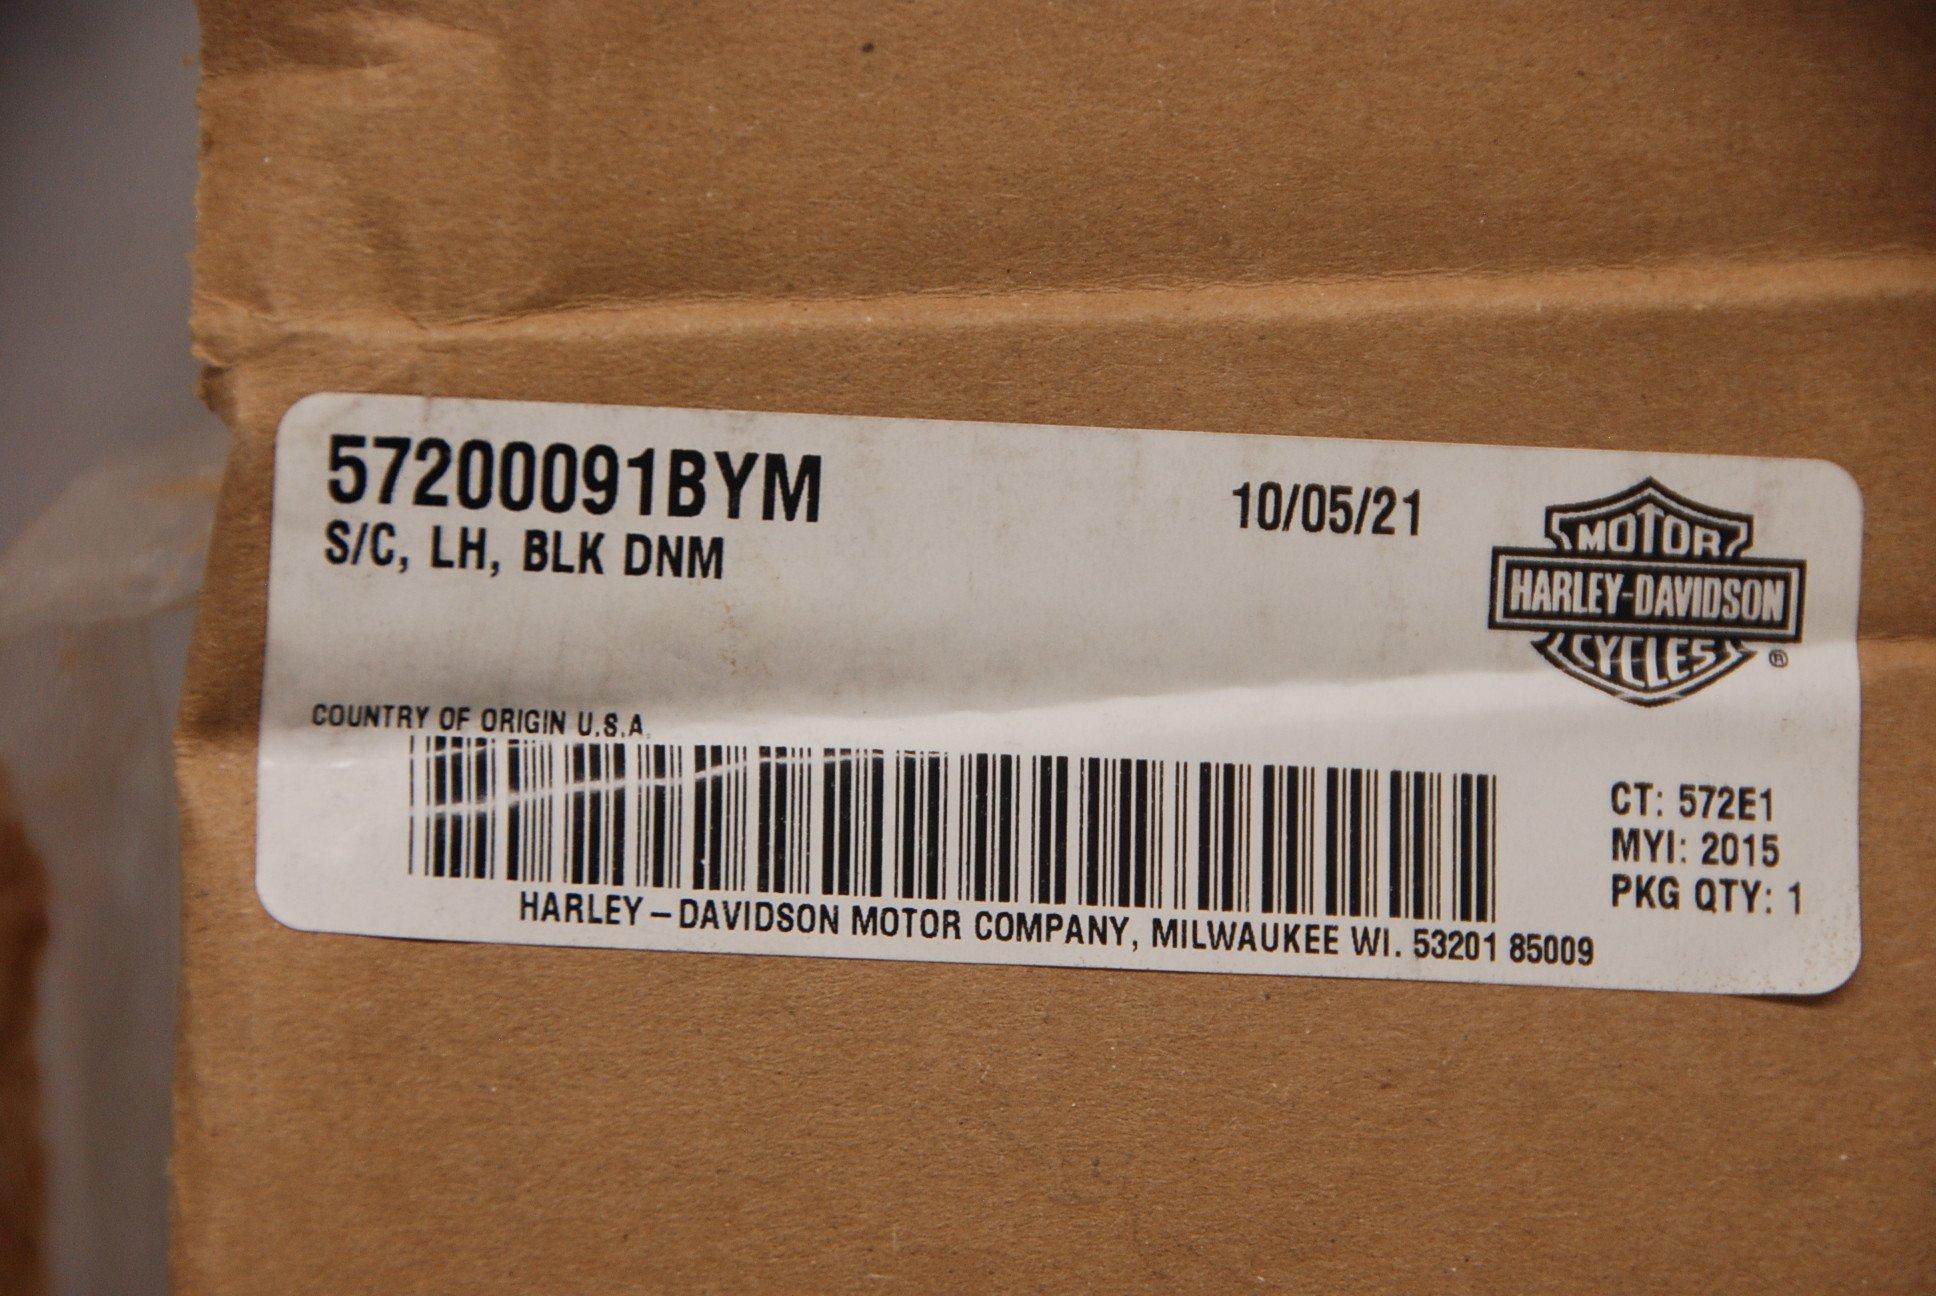 57200091BYM
S/C, LH, BLK DNM
10/05/21
MOTOR
HARLEY-DAVIDSON
CYCLES
®
COUNTRY OF ORIGIN U.S.A.
CT: 572E1
MYI: 2015
PKG QTY: 1
HARLEY-DAVIDSON MOTOR COMPANY, MILWAUKEE WI. 53201 85009